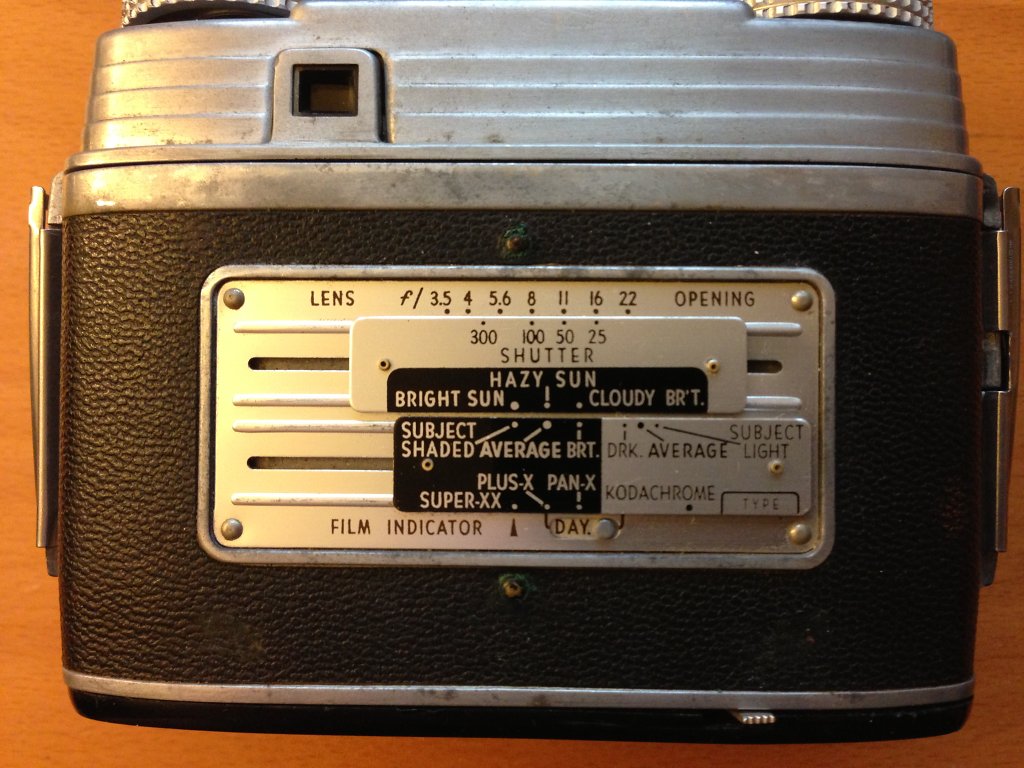 LENS f/ 3.5 4 5.6 8 11 16 22 OPENING
300 100 50 25
SHUTTER
HAZY SUN
BRIGHT SUN CLOUDY BR'T.
SUBJECT SUBJECT
SHADED AVERAGE BRT. DRK. AVERAGE LIGHT
PLUS-X PAN-X
SUPER-XX KODACHROME TYPE
FILM INDICATOR DAY.